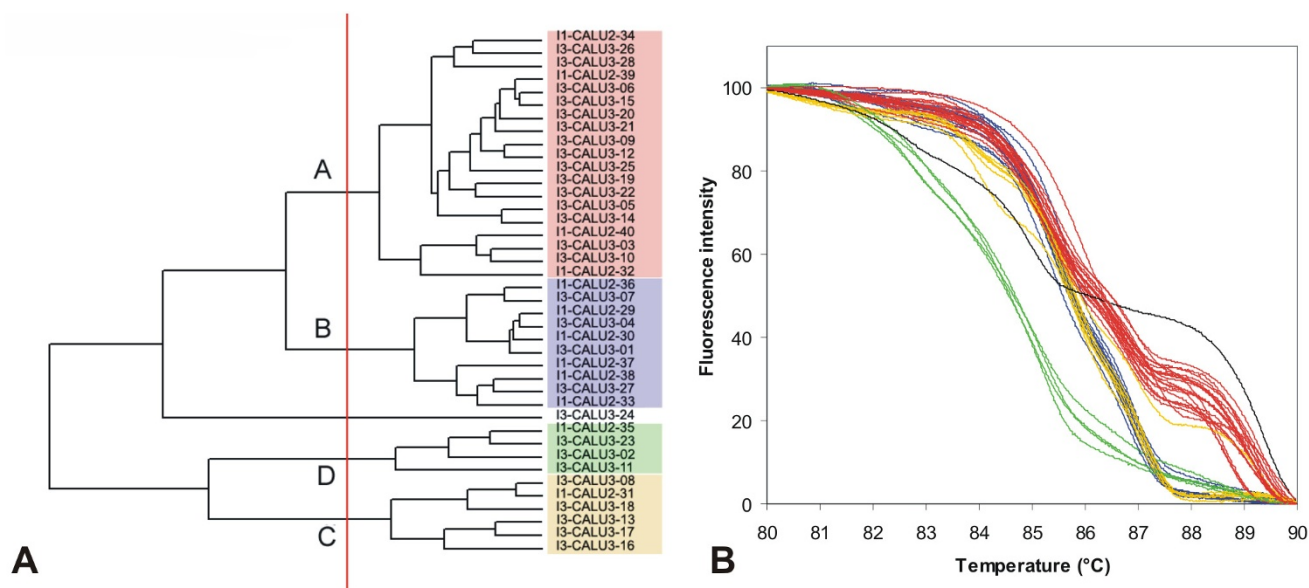 I1-CALU2-34
I3-CALU3-26
I3-CALU3-28
I1-CALU2-39
I3-CALU3-06
I3-CALU3-15
I3-CALU3-20
I3-CALU3-21
I3-CALU3-09
I3-CALU3-12
I3-CALU3-25
I3-CALU3-19
I3-CALU3-22
I3-CALU3-05
I3-CALU3-14
I1-CALU2-40
I3-CALU3-03
I3-CALU3-10
I1-CALU2-32
I1-CALU2-36
I3-CALU3-07
I1-CALU2-29
I3-CALU3-04
I1-CALU2-30
I3-CALU3-01
I1-CALU2-37
I1-CALU2-38
I3-CALU3-27
I1-CALU2-33
I3-CALU3-24
I1-CALU2-35
I3-CALU3-23
I3-CALU3-02
I3-CALU3-11
I3-CALU3-08
I1-CALU2-31
I3-CALU3-18
I3-CALU3-13
I3-CALU3-17
I3-CALU3-16
A
B
D
C
A
Fluorescence intensity
100
80
60
40
20
0
80 81 82 83 84 85 86 87 88 89 90
Temperature (°C)
B